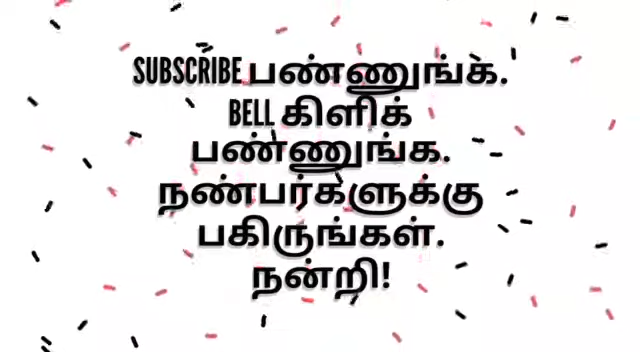 SUBSCRIBE பண்ணுங்க.
BELL கிளிக்
பண்ணுங்க.
நண்பர்களுக்கு
பகிருங்கள்.
நன்றி!